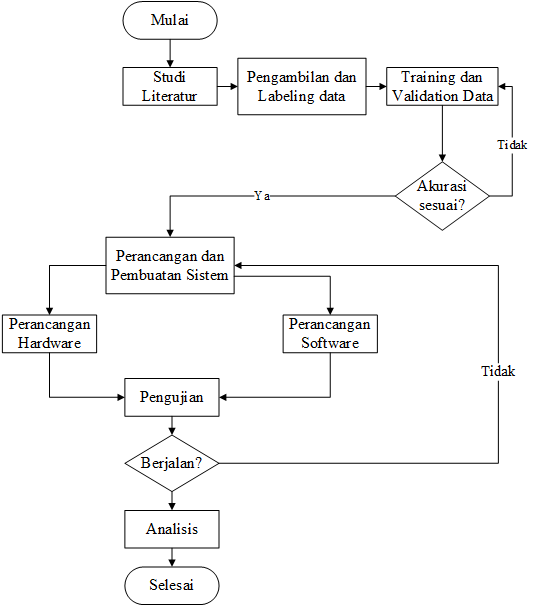 Mulai
Studi
Literatur
Pengambilan dan
Labeling data
Training dan
Validation Data
Tidak
Akurasi
sesuai?
Ya
Perancangan dan
Pembuatan Sistem
Perancangan
Hardware
Perancangan
Software
Tidak
Pengujian
Berjalan?
Analisis
Selesai